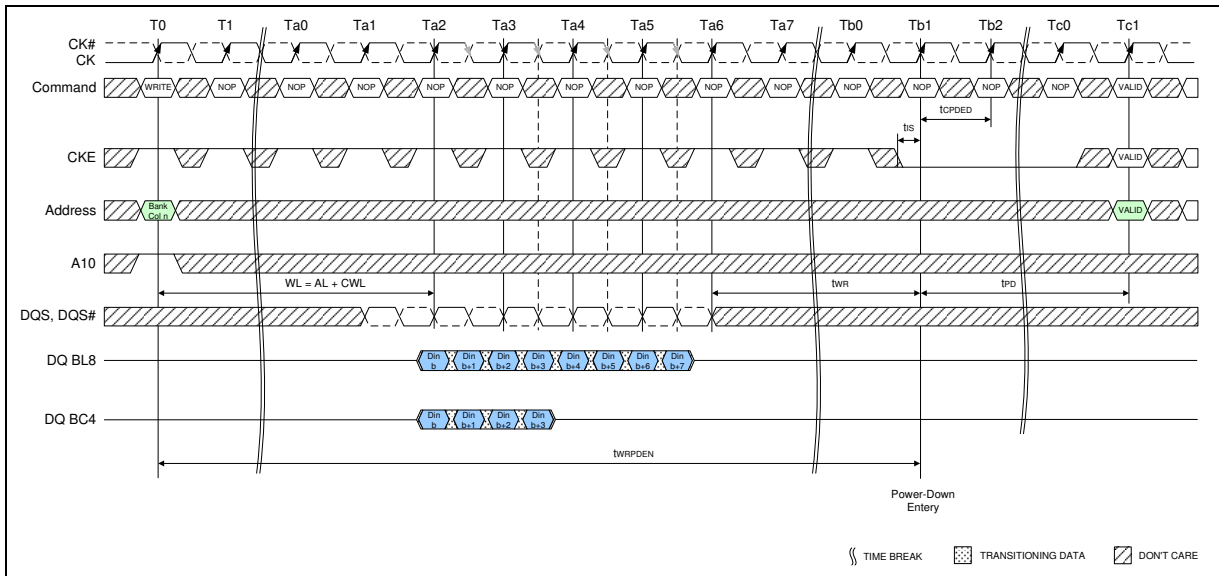 T0 T1 Ta0 Ta1 Ta2 Ta3 Ta4 Ta5 Ta6 Ta7 Tb0 Tb1 Tb2 Tc0 Tc1
CK#
CK
Command WRITE NOP NOP NOP NOP NOP NOP NOP NOP NOP NOP NOP NOP NOP VALID
tCPDED
tIS
CKE VALID
Address Bank Col n VALID
A10
WL = AL + CWL tWR tPD
DQS, DQS#
DQ BL8 Din b Din b+1 Din b+2 Din b+3 Din b+4 Din b+5 Din b+6 Din b+7
DQ BC4 Din b Din b+1 Din b+2 Din b+3
tWRPDEN
Power-Down
Entery
TIME BREAK TRANSITIONING DATA DON'T CARE